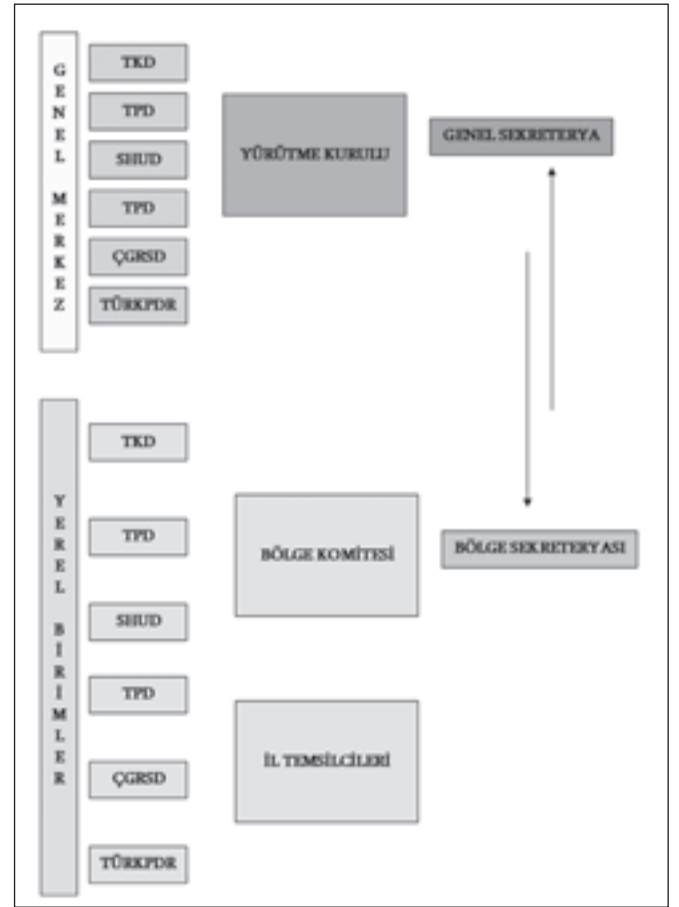 GENEL MERKEZ
TKD
TPD
SHUD
TPD
ÇGRSD
TÜRKPDR
YÜRÜTME KURULU
GENEL SEKRETERYA
YEREL BİRİMLER
TKD
TPD
SHUD
TPD
ÇGRSD
TÜRKPDR
BÖLGE KOMİTESİ
BÖLGE SEKRETERYASI
İL TEMSİLCİLERİ